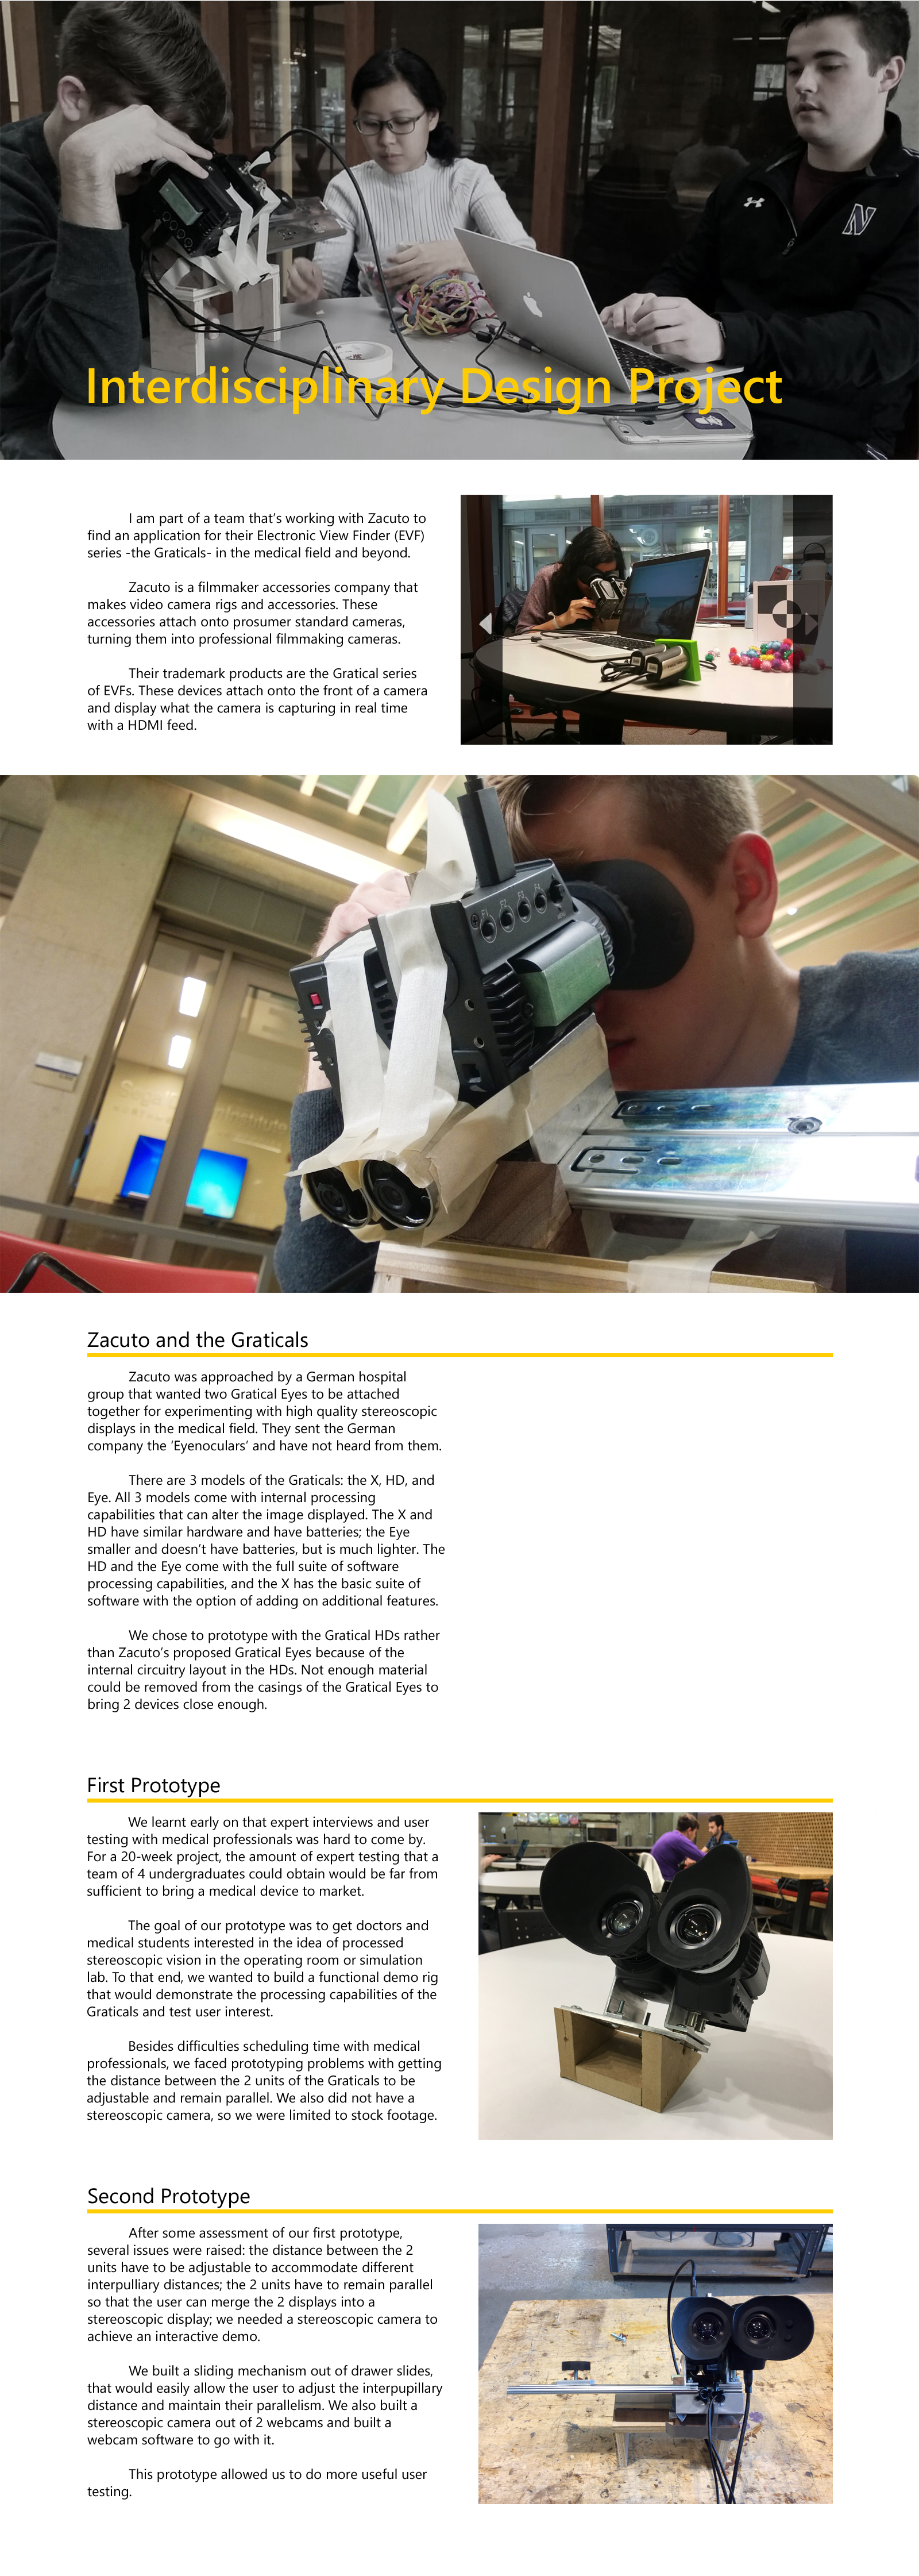 N
Interdisciplinary Design Project
I am part of a team that's working with Zacuto to
find an application for their Electronic View Finder (EVF)
series -the Graticals- in the medical field and beyond.
Zacuto is a filmmaker accessories company that
makes video camera rigs and accessories. These
accessories attach onto prosumer standard cameras,
turning them into professional filmmaking cameras.
Their trademark products are the Gratical series
of EVFs. These devices attach onto the front of a camera
and display what the camera is capturing in real time
with a HDMI feed.
Zacuto and the Graticals
Zacuto was approached by a German hospital
group that wanted two Gratical Eyes to be attached
together for experimenting with high quality stereoscopic
displays in the medical field. They sent the German
company the 'Eyenoculars' and have not heard from them.
There are 3 models of the Graticals: the X, HD, and
Eye. All 3 models come with internal processing
capabilities that can alter the image displayed. The X and
HD have similar hardware and have batteries; the Eye
smaller and doesn't have batteries, but is much lighter. The
HD and the Eye come with the full suite of software
processing capabilities, and the X has the basic suite of
software with the option of adding on additional features.
We chose to prototype with the Gratical HDs rather
than Zacuto's proposed Gratical Eyes because of the
internal circuitry layout in the HDs. Not enough material
could be removed from the casings of the Gratical Eyes to
bring 2 devices close enough.
First Prototype
We learnt early on that expert interviews and user
testing with medical professionals was hard to come by.
For a 20-week project, the amount of expert testing that a
team of 4 undergraduates could obtain would be far from
sufficient to bring a medical device to market.
The goal of our prototype was to get doctors and
medical students interested in the idea of processed
stereoscopic vision in the operating room or simulation
lab. To that end, we wanted to build a functional demo rig
that would demonstrate the processing capabilities of the
Graticals and test user interest.
Besides difficulties scheduling time with medical
professionals, we faced prototyping problems with getting
the distance between the 2 units of the Graticals to be
adjustable and remain parallel. We also did not have a
stereoscopic camera, so we were limited to stock footage.
Second Prototype
After some assessment of our first prototype,
several issues were raised: the distance between the 2
units have to be adjustable to accommodate different
interpulliary distances; the 2 units have to remain parallel
so that the user can merge the 2 displays into a
stereoscopic display; we needed a stereoscopic camera to
achieve an interactive demo.
We built a sliding mechanism out of drawer slides,
that would easily allow the user to adjust the interpupillary
distance and maintain their parallelism. We also built a
stereoscopic camera out of 2 webcams and built a
webcam software to go with it.
This prototype allowed us to do more useful user
testing.